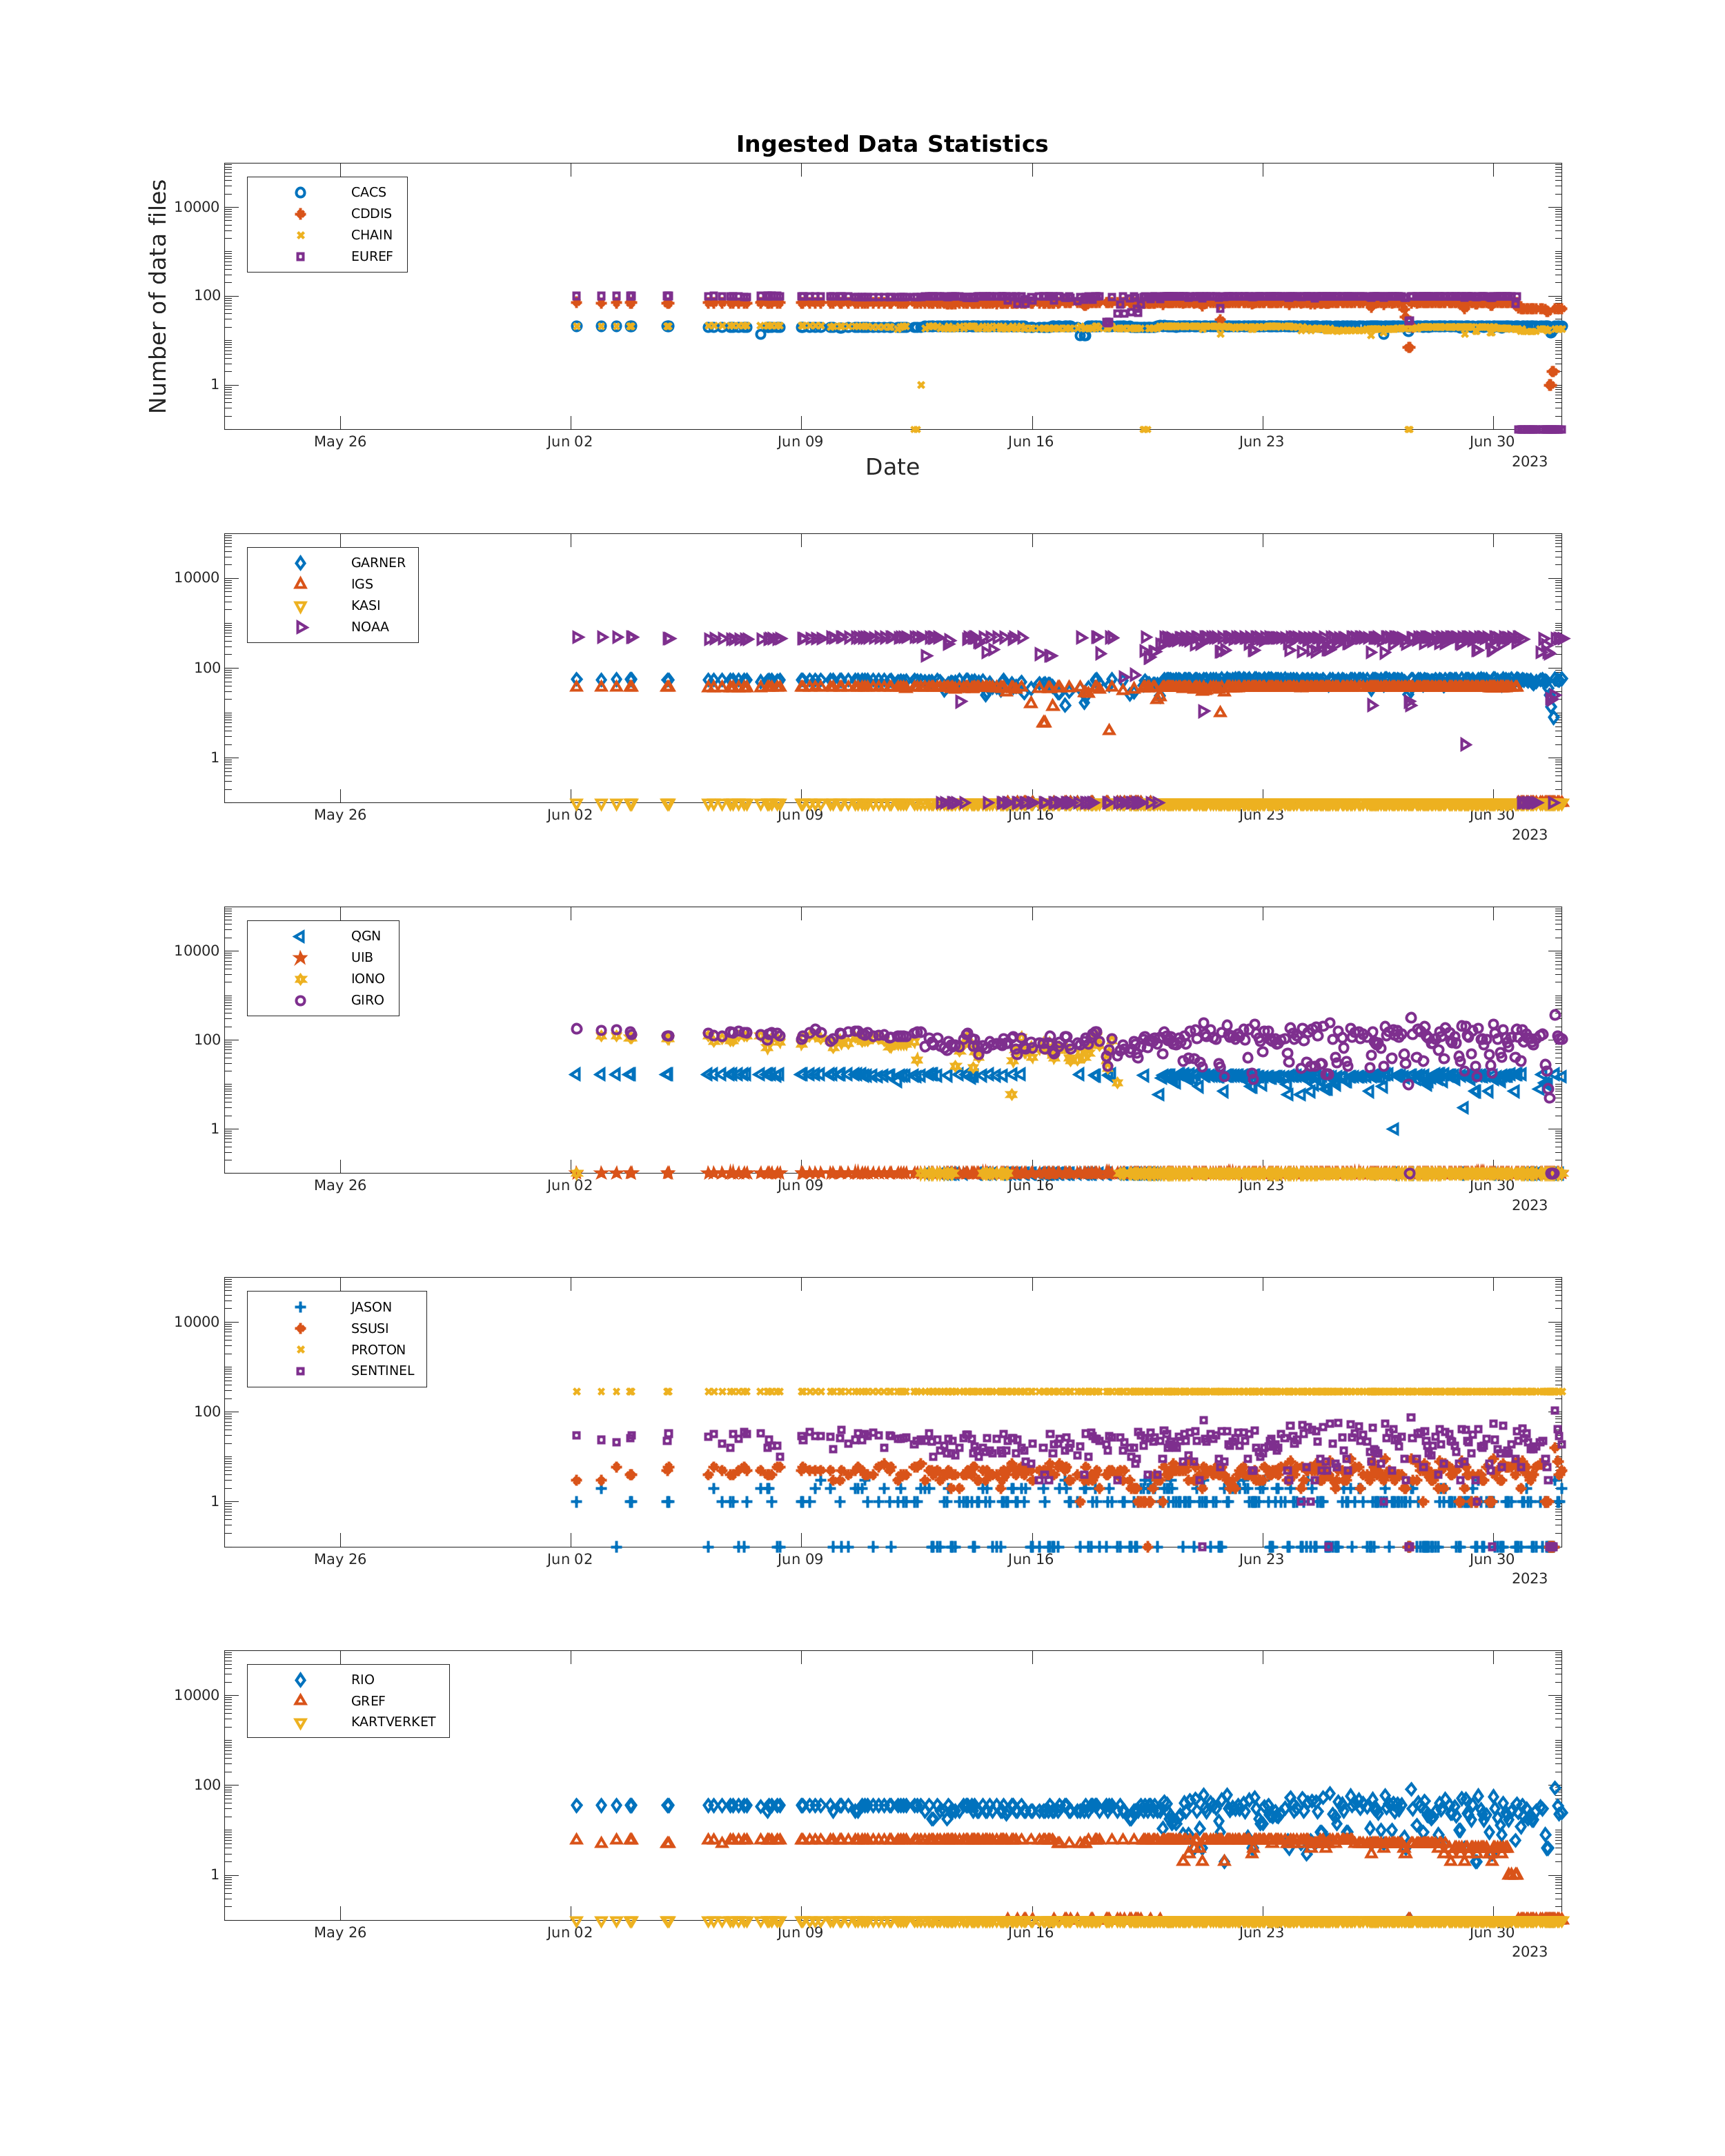 Ingested Data Statistics
Number of data files
10000
100
1
CACS
CDDIS
CHAIN
EUREF
May 26 Jun 02 Jun 09 Jun 16 Jun 23 Jun 30
2023
Date
10000
100
1
GARNER
IGS
KASI
NOAA
May 26 Jun 02 Jun 09 Jun 16 Jun 23 Jun 30
2023
10000
100
1
QGN
UIB
IONO
GIRO
May 26 Jun 02 Jun 09 Jun 16 Jun 23 Jun 30
2023
10000
100
1
JASON
SSUSI
PROTON
SENTINEL
May 26 Jun 02 Jun 09 Jun 16 Jun 23 Jun 30
2023
10000
100
1
RIO
GREF
KARTVERKET
May 26 Jun 02 Jun 09 Jun 16 Jun 23 Jun 30
2023